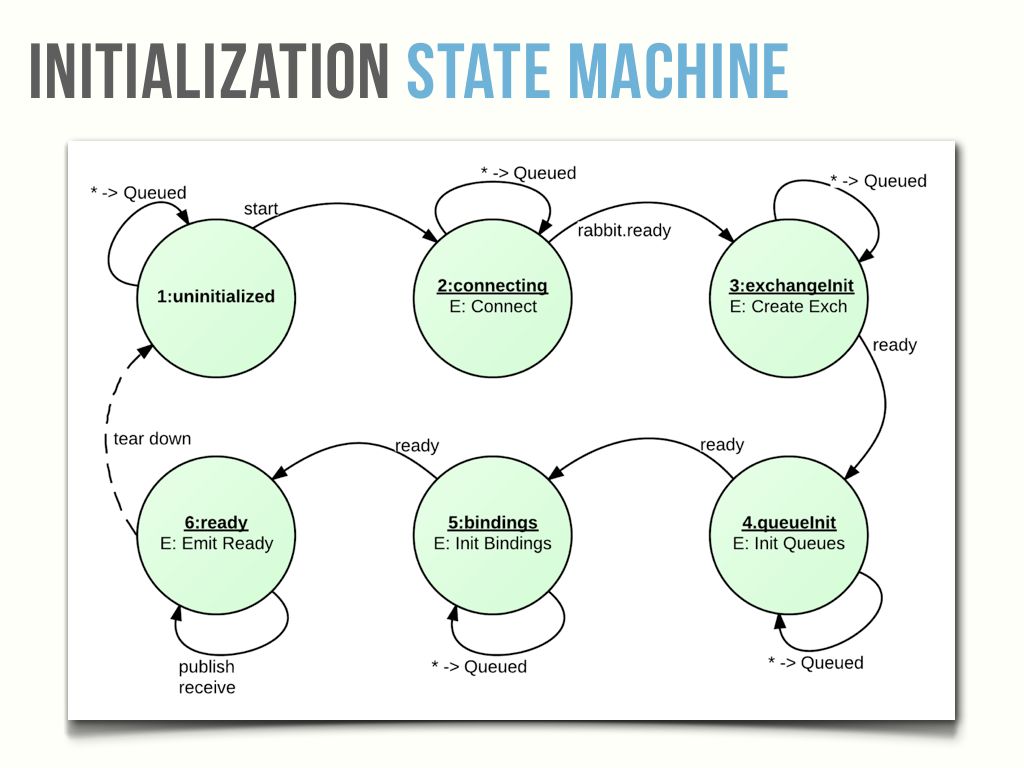 INITIALIZATION STATE MACHINE
* -> Queued
* -> Queued
* -> Queued
start
rabbit.ready
1:uninitialized
2:connecting
E: Connect
3:exchangeInit
E: Create Exch
ready
tear down
ready
ready
6:ready
E: Emit Ready
5:bindings
E: Init Bindings
4.queueInit
E: Init Queues
publish
receive
* -> Queued
* -> Queued